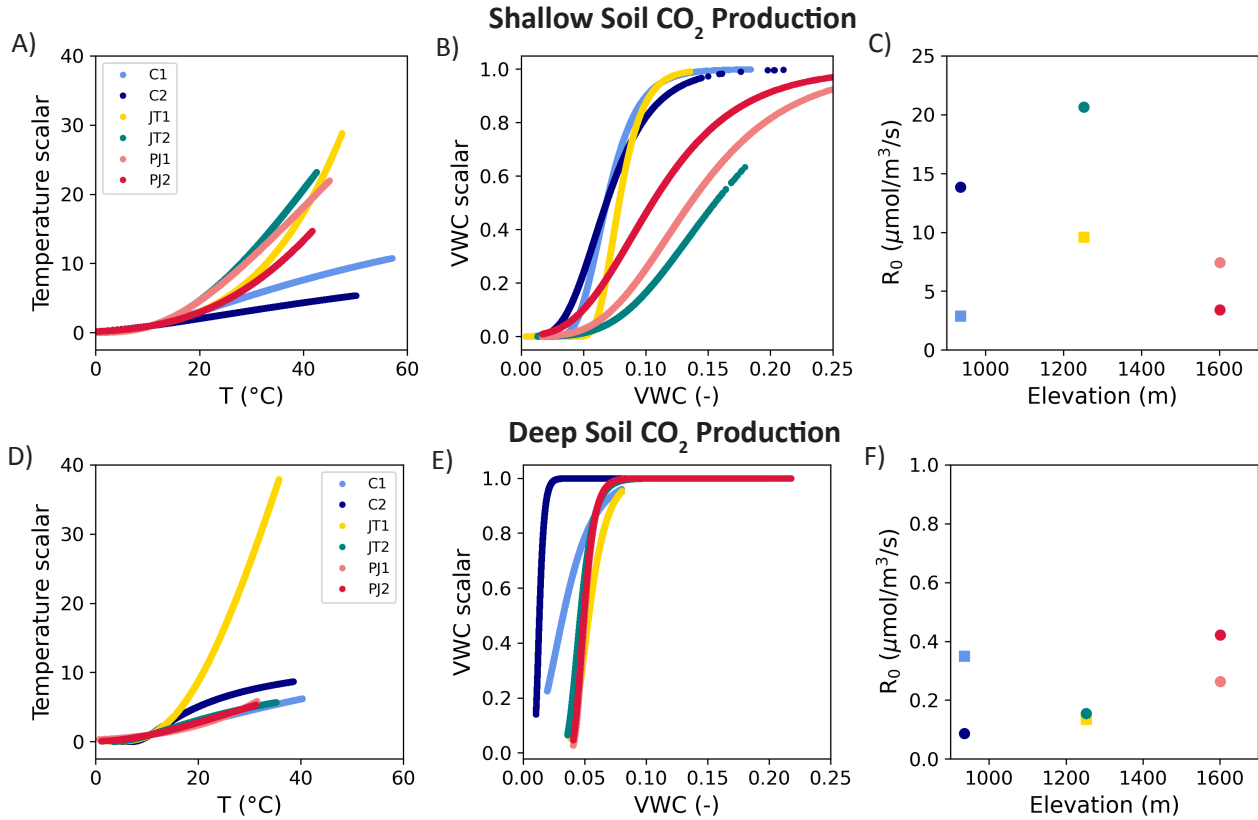 Shallow Soil CO2 Production
A)
40
30
20
10
0
Temperature scalar
C1
C2
JT1
JT2
PJ1
PJ2
0
20
40
60
T (°C)
B)
1.0
0.8
0.6
0.4
0.2
0.0
VWC scalar
0.00
0.05
0.10
0.15
0.20
0.25
VWC (-)
C)
25
20
15
10
5
0
R0 (μmol/m³/s)
1000
1200
1400
1600
Elevation (m)
Deep Soil CO2 Production
D)
40
30
20
10
0
Temperature scalar
C1
C2
JT1
JT2
PJ1
PJ2
0
20
40
60
T (°C)
E)
1.0
0.8
0.6
0.4
0.2
0.0
VWC scalar
0.00
0.05
0.10
0.15
0.20
0.25
VWC (-)
F)
1.0
0.8
0.6
0.4
0.2
0.0
R0 (μmol/m³/s)
1000
1200
1400
1600
Elevation (m)